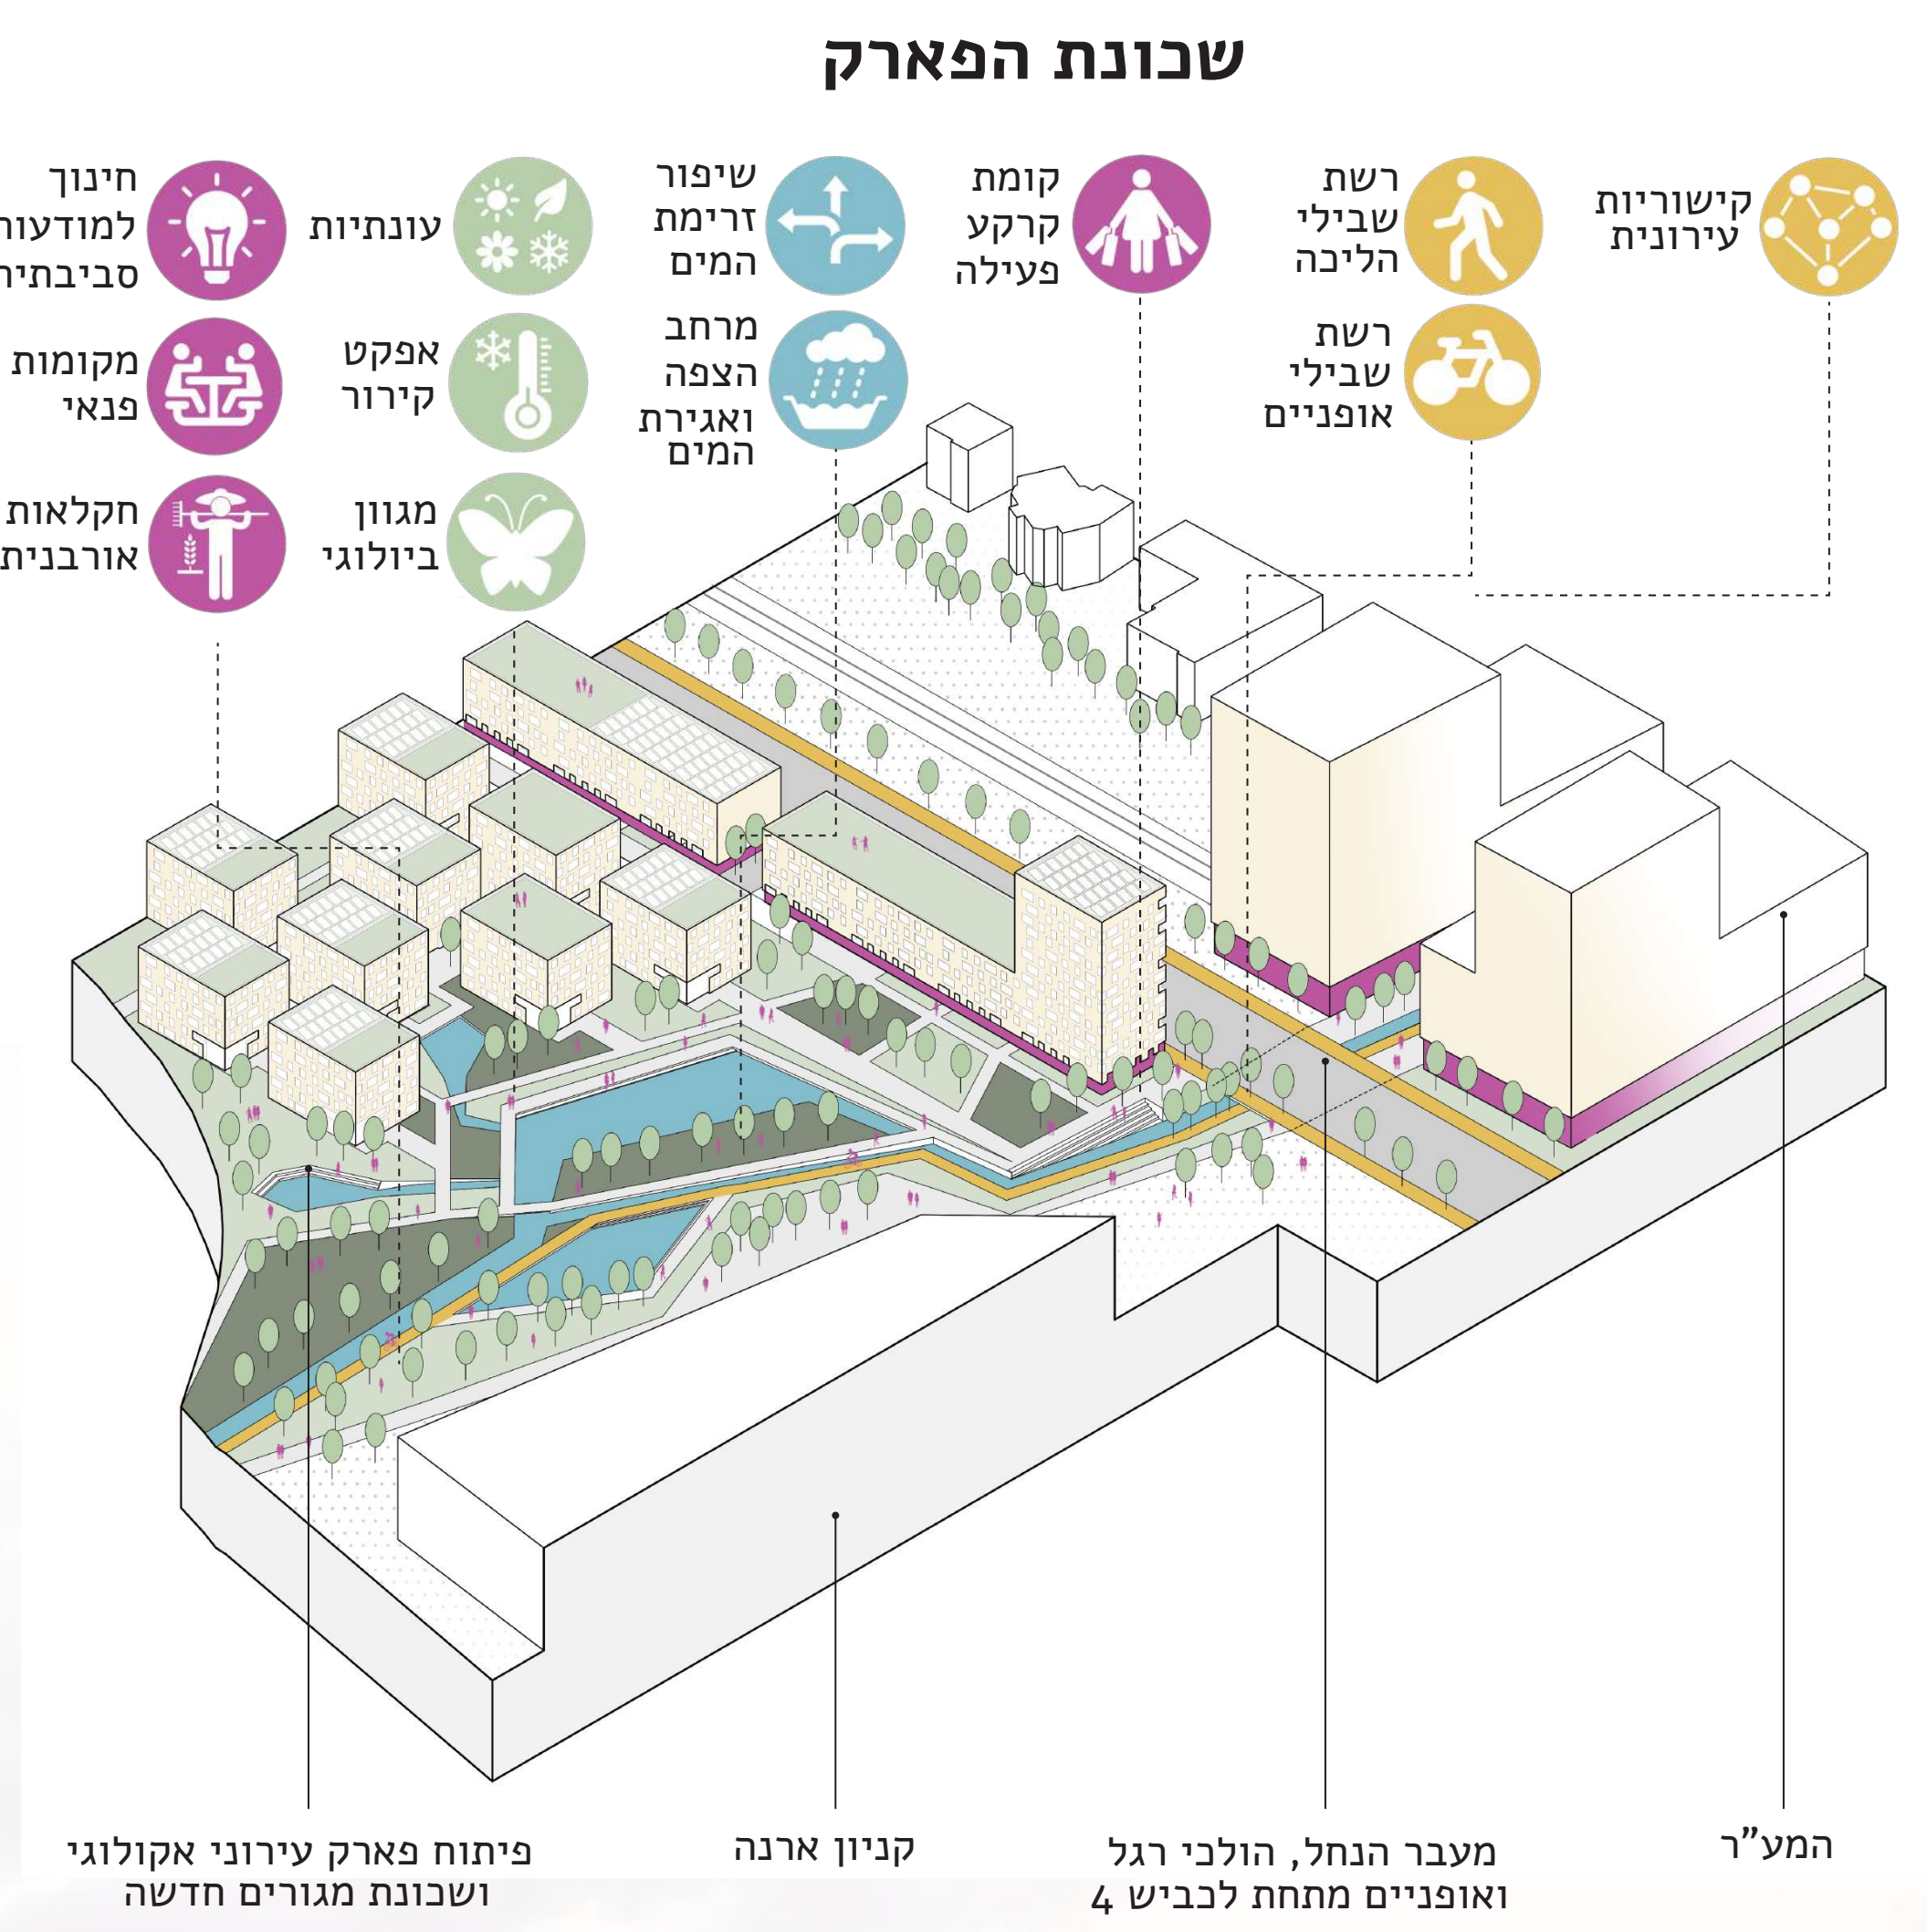 שכונת הפארק
קישוריות
עירונית
רשת
שבילי
הליכה
רשת
שבילי
אופניים
קומת
קרקע
פעילה
שיפור
זרימת
המים
מרחב
הצפה
ואגירת
המים
עונתיות
אפקט
קירור
מגוון
ביולוגי
חינוך
מקומות
פנאי
חקלאות
אורבנית
המע"ר
מעבר הנחל, הולכי רגל
ואופניים מתחת לכביש 4
קניון ארנה
פיתוח פארק עירוני אקולוגי
ושכונת מגורים חדשה